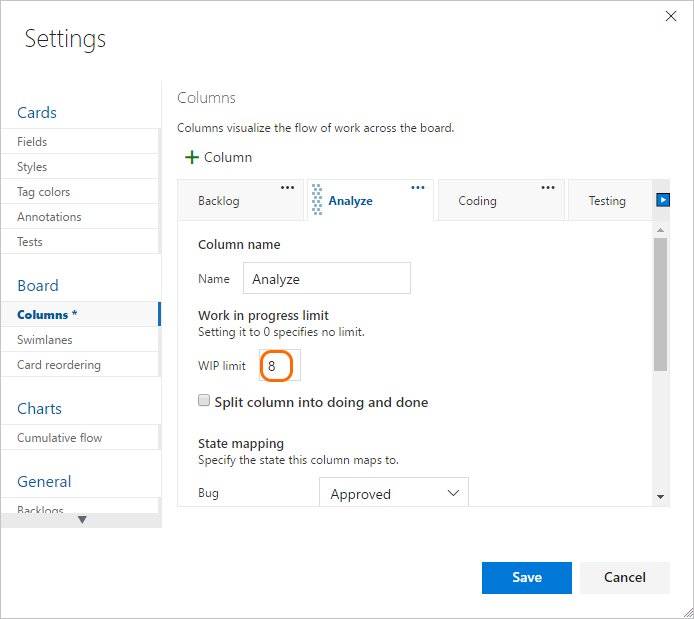 Settings
Cards
Fields
Styles
Tag colors
Annotations
Tests
Board
Columns *
Swimlanes
Card reordering
Charts
Cumulative flow
General
Backlogs
Columns
Columns visualize the flow of work across the board.
+ Column
Backlog ... Analyze ... Coding ... Testing
Column name
Name Analyze
Work in progress limit
Setting it to 0 specifies no limit.
WIP limit 8
Split column into doing and done
State mapping
Specify the state this column maps to.
Bug Approved
Save Cancel